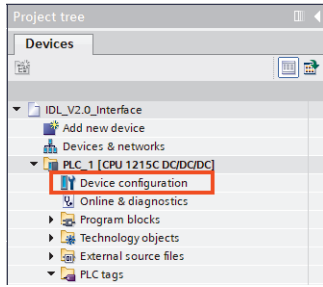 Project tree
Devices
IDL_V2.0_Interface
Add new device
Devices & networks
PLC_1 [CPU 1215C DC/DC/DC]
Device configuration
Online & diagnostics
Program blocks
Technology objects
External source files
PLC tags